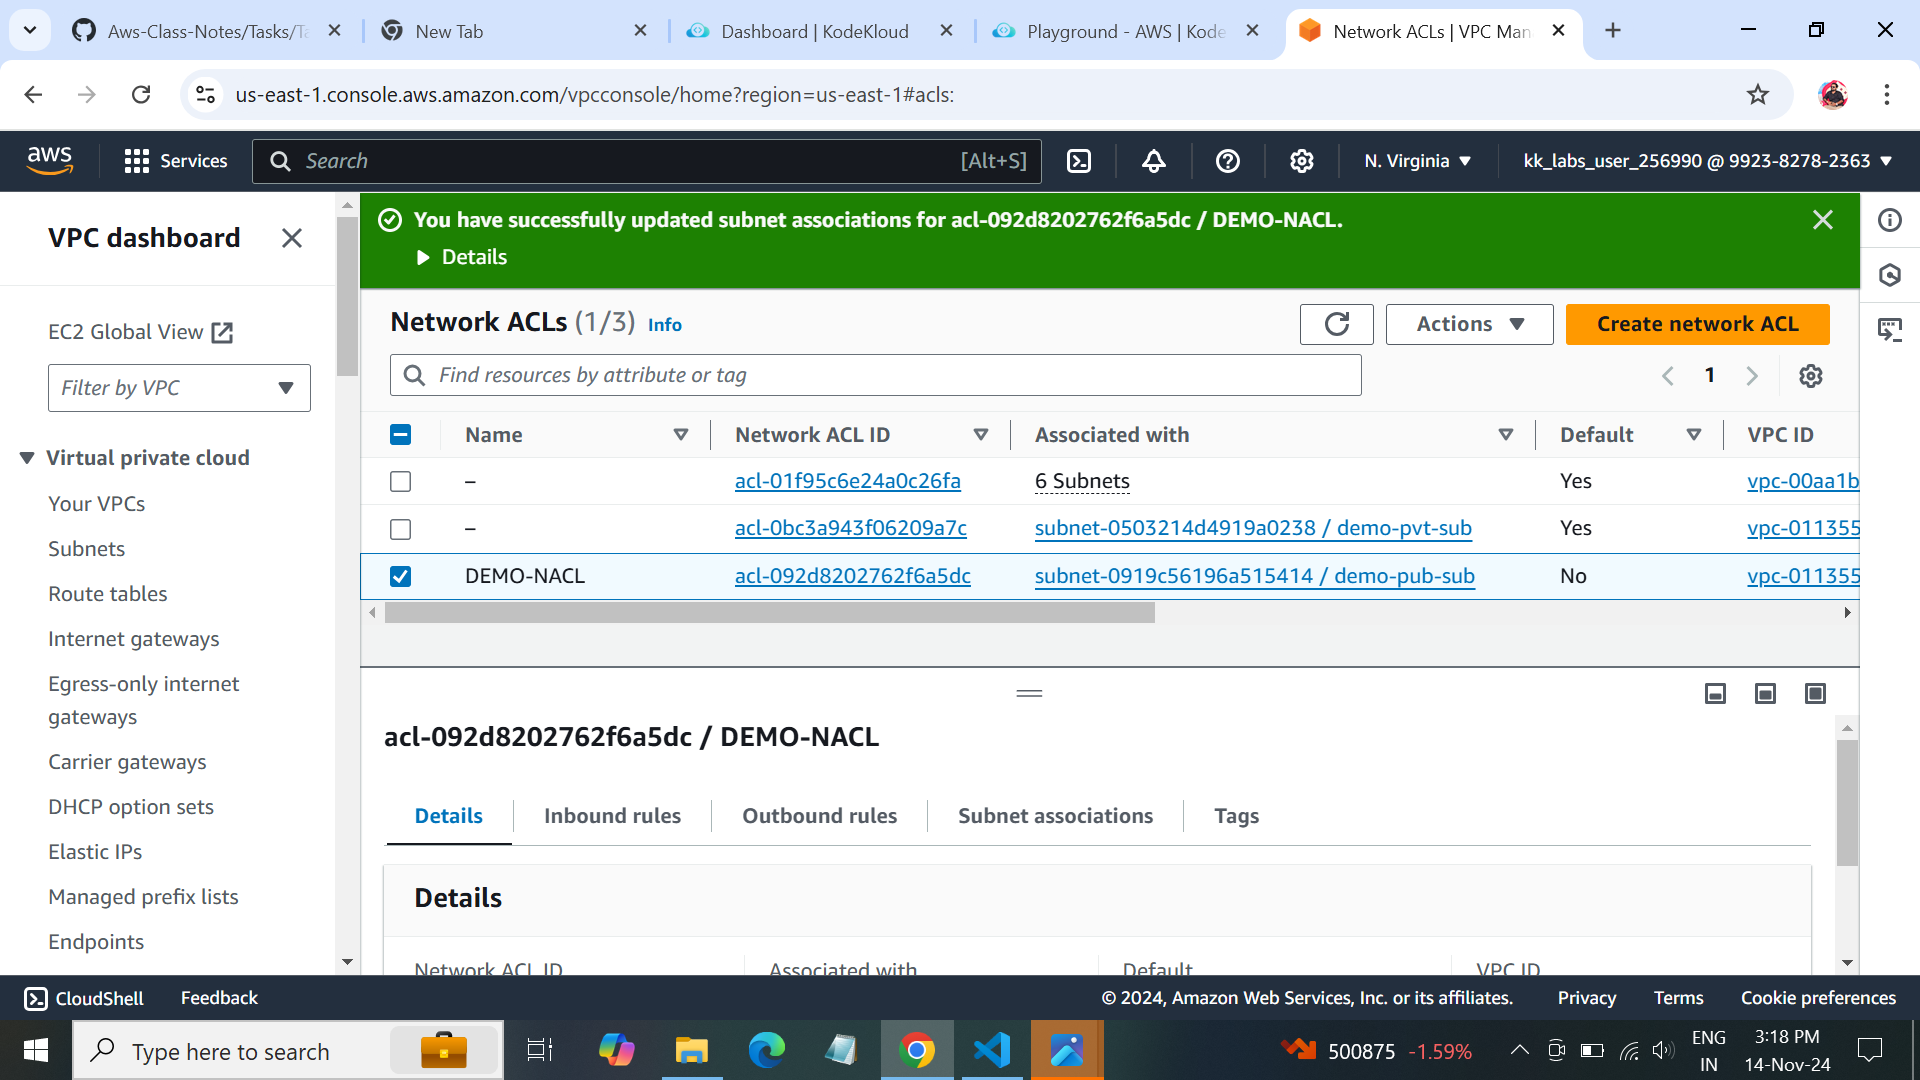 Aws-Class-Notes/Tasks/Ta
New Tab
Dashboard | KodeKloud
Playground - AWS | Kode
Network ACLs | VPC Man
us-east-1.console.aws.amazon.com/vpcconsole/home?region=us-east-1#acls:
aws
Services
Search
[Alt+S]
N. Virginia
kk_labs_user_256990 @ 9923-8278-2363
VPC dashboard
EC2 Global View
Filter by VPC
Virtual private cloud
Your VPCs
Subnets
Route tables
Internet gateways
Egress-only internet
gateways
Carrier gateways
DHCP option sets
Elastic IPs
Managed prefix lists
Endpoints
You have successfully updated subnet associations for acl-092d8202762f6a5dc / DEMO-NACL.
Details
Network ACLs (1/3) Info
Actions
Create network ACL
Find resources by attribute or tag
1
Name Network ACL ID Associated with Default VPC ID
– acl-01f95c6e24a0c26fa 6 Subnets Yes vpc-00aa1b
– acl-0bc3a943f06209a7c subnet-0503214d4919a0238 / demo-pvt-sub Yes vpc-011355
DEMO-NACL acl-092d8202762f6a5dc subnet-0919c56196a515414 / demo-pub-sub No vpc-011355
acl-092d8202762f6a5dc / DEMO-NACL
Details Inbound rules Outbound rules Subnet associations Tags
Details
Network ACL ID Associated with Default VPC ID
CloudShell
Feedback
© 2024, Amazon Web Services, Inc. or its affiliates.
Privacy
Terms
Cookie preferences
Type here to search
500875 -1.59%
ENG
IN
3:18 PM
14-Nov-24